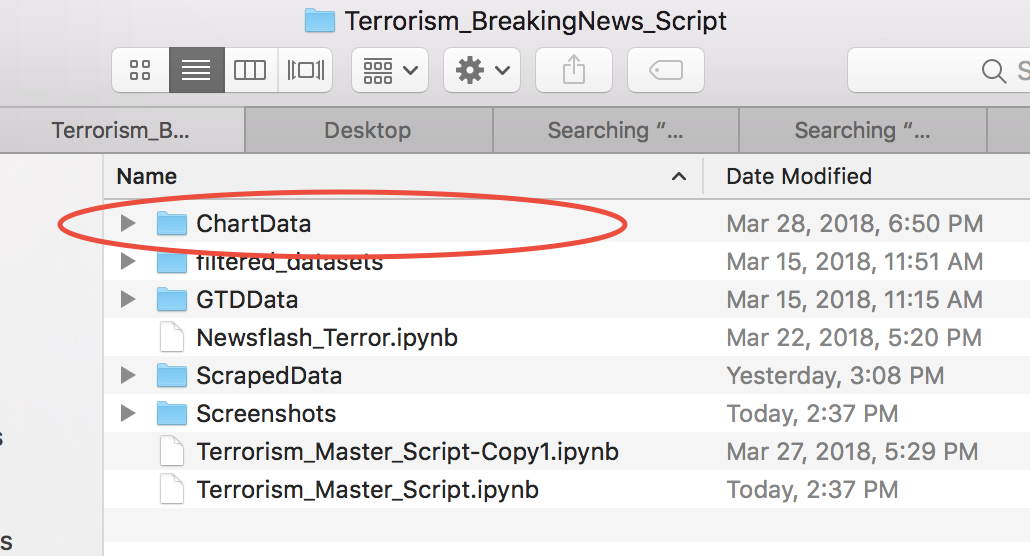 Terrorism_BreakingNews_Script
S
Terrorism_B... Desktop Searching “... Searching “...
Name Date Modified
ChartData Mar 28, 2018, 6:50 PM
filtered_datasets Mar 15, 2018, 11:51 AM
GTDData Mar 15, 2018, 11:15 AM
Newsflash_Terror.ipynb Mar 22, 2018, 5:20 PM
ScrapedData Yesterday, 3:08 PM
Screenshots Today, 2:37 PM
s
Terrorism_Master_Script-Copy1.ipynb Mar 27, 2018, 5:29 PM
Terrorism_Master_Script.ipynb Today, 2:37 PM
s